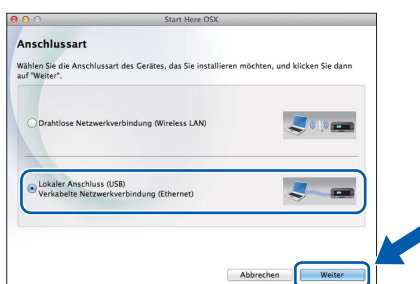 Start Here OSX
Anschlussart
Wählen Sie die Anschlussart des Gerätes, das Sie installieren möchten, und klicken Sie dann
auf "Weiter".
Drahtlose Netzwerkverbindung (Wireless LAN)
Lokaler Anschluss (USB)
Verkabelte Netzwerkverbindung (Ethernet)
Abbrechen Weiter